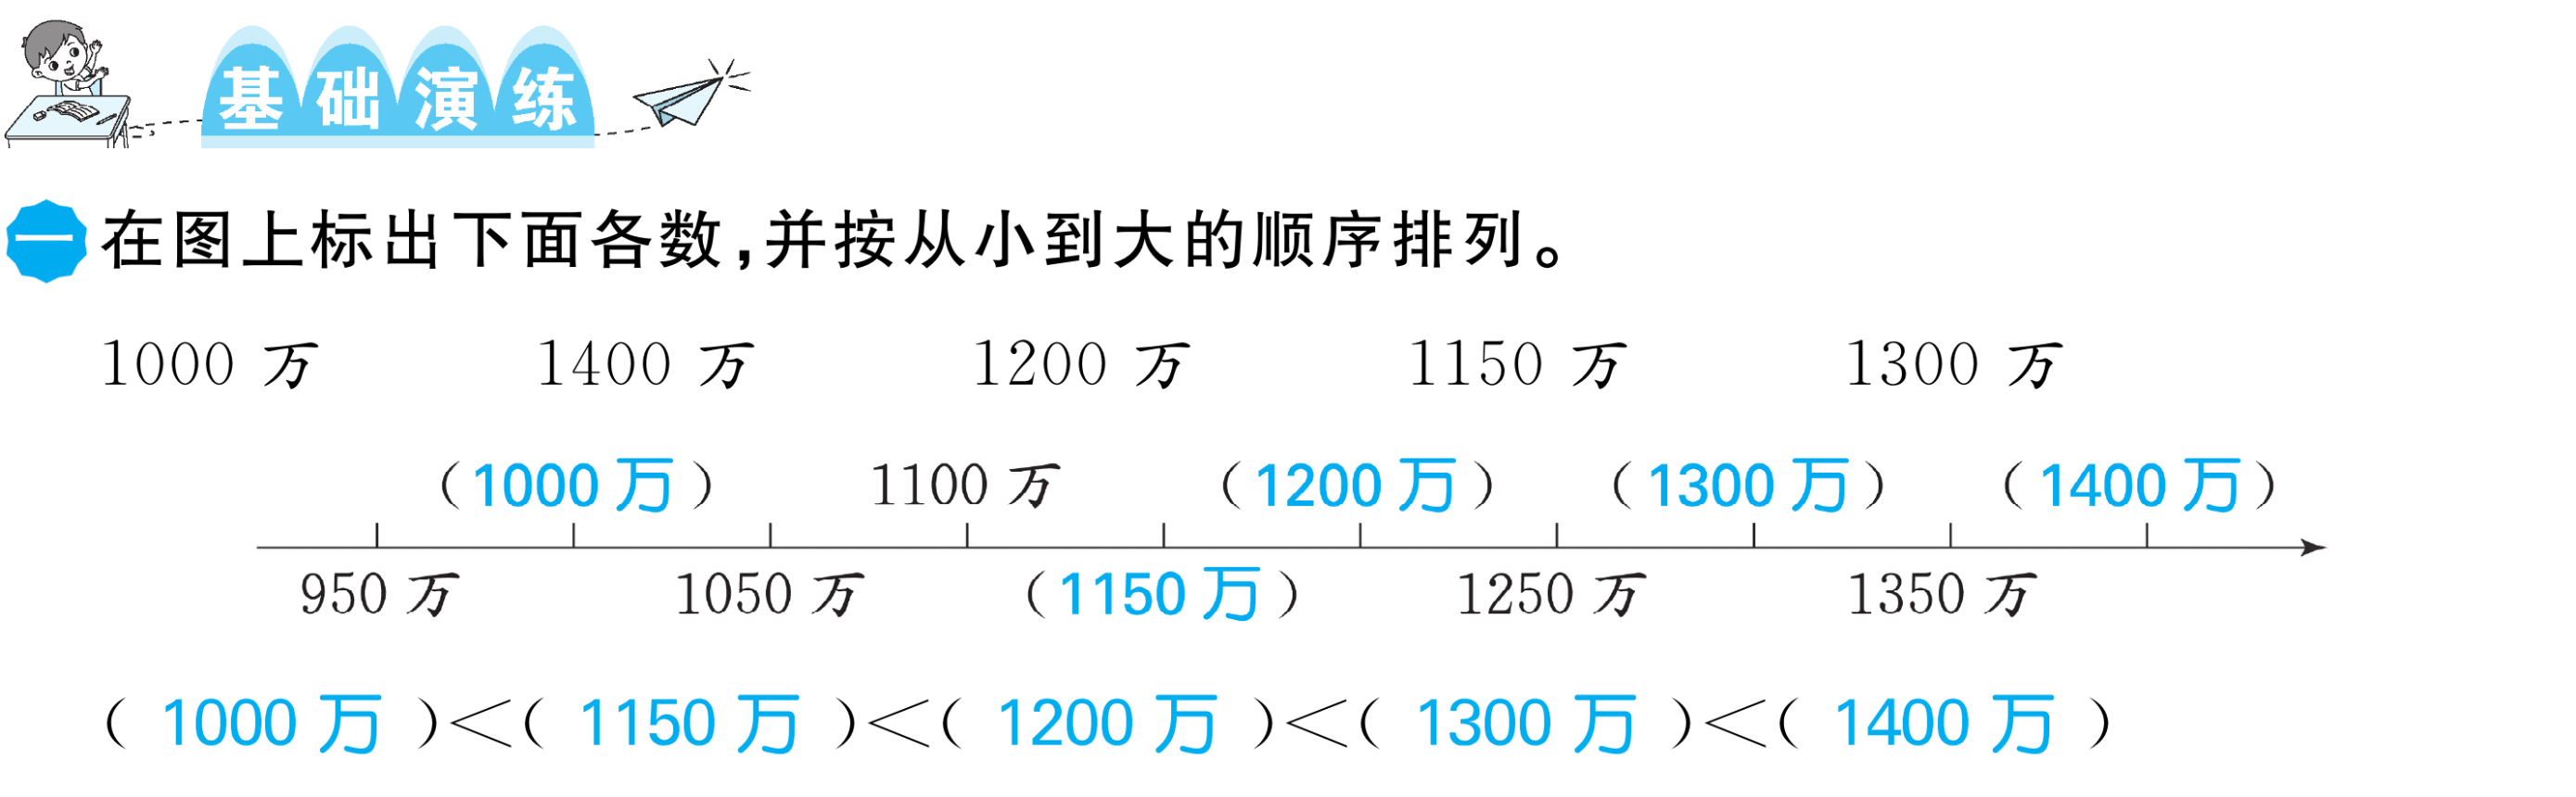 基础演练
一 在图上标出下面各数,并按从小到大的顺序排列。
1000 万 1400 万 1200 万 1150 万 1300 万
(1000 万) 1100 万 (1200 万) (1300 万) (1400 万)
950 万 1050 万 (1150 万) 1250 万 1350 万
( 1000 万 )<( 1150 万 )<( 1200 万 )<( 1300 万 )<( 1400 万 )